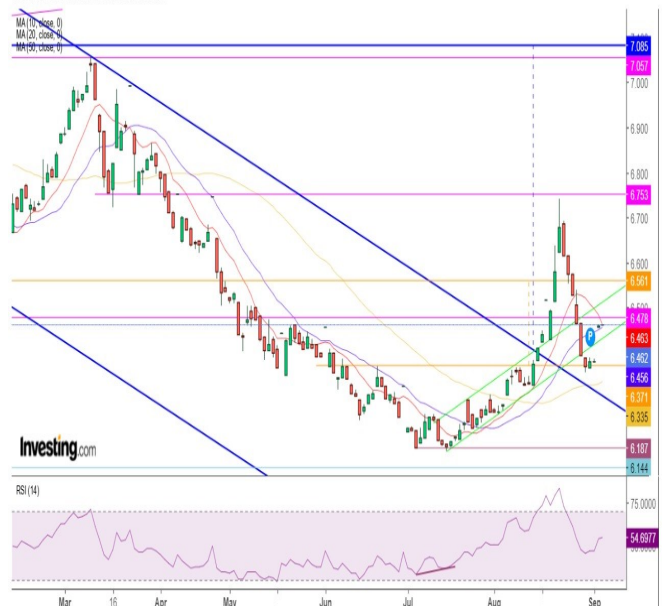 MA (10, close, 0)
MA (20, close, 0)
MA (50, close, 0)
7.085
7.057
7.000
6.900
6.800
6.753
6.700
6.600
6.561
6.478
6.463
6.462
6.456
6.371
6.335
6.187
6.144
P
Investing.com
RSI (14)
75.0000
54.6977
Mar
16
Apr
May
Jun
Jul
Aug
Sep